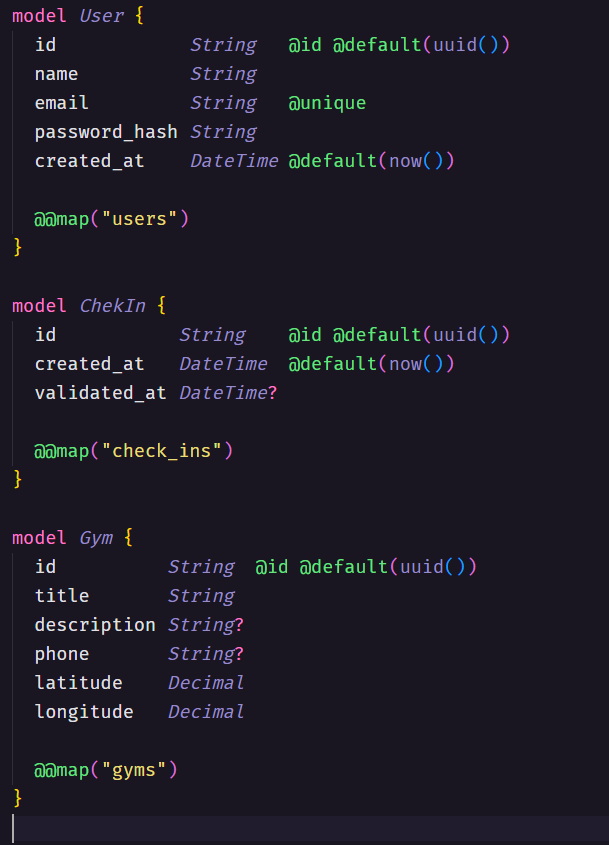 model User {
  id            String   @id @default(uuid())
  name          String
  email         String   @unique
  password_hash String
  created_at    DateTime @default(now())

  @@map("users")
}

model ChekIn {
  id           String    @id @default(uuid())
  created_at   DateTime  @default(now())
  validated_at DateTime?

  @@map("check_ins")
}

model Gym {
  id          String  @id @default(uuid())
  title       String
  description String?
  phone       String?
  latitude    Decimal
  longitude   Decimal

  @@map("gyms")
}